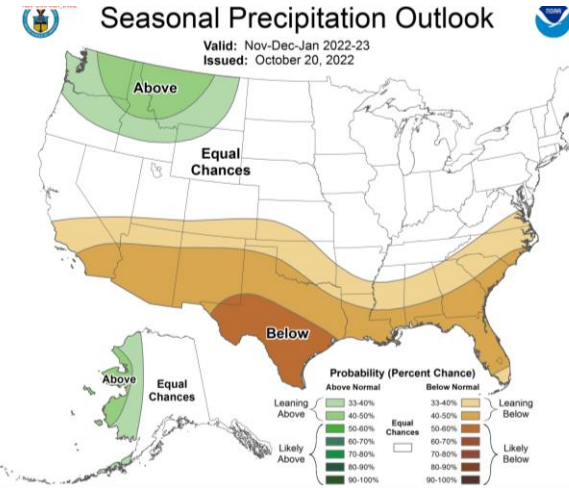 Seasonal Precipitation Outlook
Valid: Nov-Dec-Jan 2022-23
Issued: October 20, 2022
Above
Equal
Chances
Below
Above
Equal
Chances
Probability (Percent Chance)
Above Normal
Below Normal
Leaning
Above
33-40%
40-50%
Likely
Above
50-60%
60-70%
70-80%
80-90%
90-100%
Equal
Chances
33-40%
40-50%
Leaning
Below
50-60%
60-70%
70-80%
80-90%
90-100%
Likely
Below